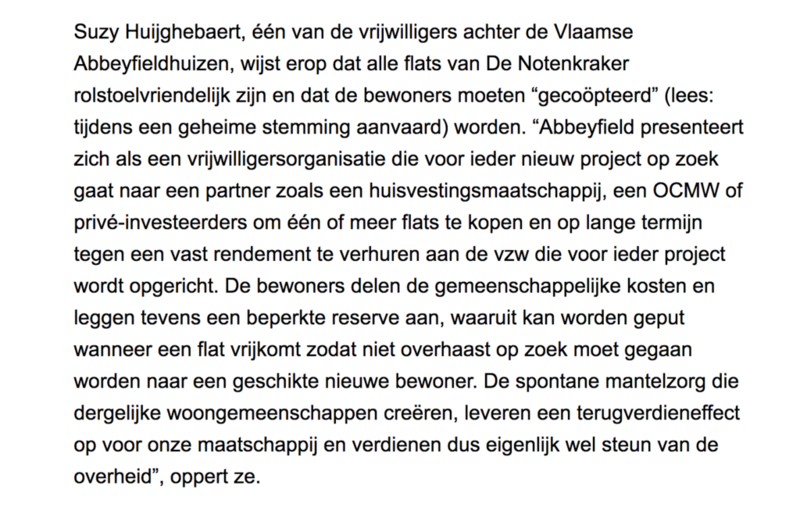 Suzy Huijghebaert, één van de vrijwilligers achter de Vlaamse
Abbeyfieldhuizen, wijst erop dat alle flats van De Notenkraker
rolstoelvriendelijk zijn en dat de bewoners moeten “gecoöpteerd” (lees:
tijdens een geheime stemming aanvaard) worden. “Abbeyfield presenteert
zich als een vrijwilligersorganisatie die voor ieder nieuw project op zoek
gaat naar een partner zoals een huisvestingsmaatschappij, een OCMW of
privé-investeerders om één of meer flats te kopen en op lange termijn
tegen een vast rendement te verhuren aan de vzw die voor ieder project
wordt opgericht. De bewoners delen de gemeenschappelijke kosten en
leggen tevens een beperkte reserve aan, waaruit kan worden geput
wanneer een flat vrijkomt zodat niet overhaast op zoek moet gegaan
worden naar een geschikte nieuwe bewoner. De spontane mantelzorg die
dergelijke woongemeenschappen creëren, leveren een terugverdieneffect
op voor onze maatschappij en verdienen dus eigenlijk wel steun van de
overheid”, oppert ze.